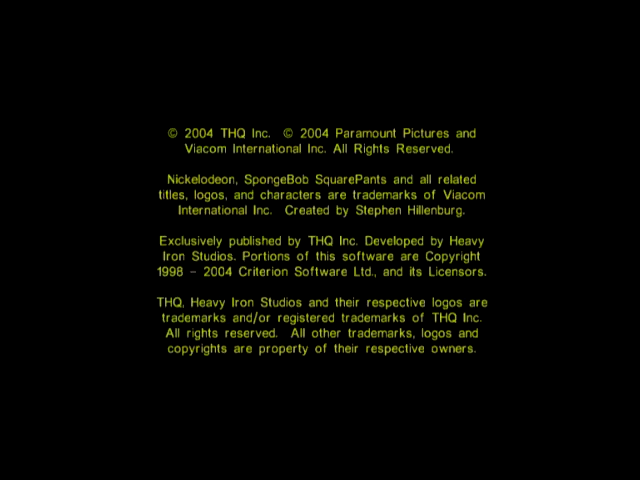 © 2004 THQ Inc. © 2004 Paramount Pictures and
Viacom International Inc. All Rights Reserved.
Nickelodeon, SpongeBob SquarePants and all related
titles, logos, and characters are trademarks of Viacom
International Inc. Created by Stephen Hillenburg.
Exclusively published by THQ Inc. Developed by Heavy
Iron Studios. Portions of this software are Copyright
1998 - 2004 Criterion Software Ltd., and its Licensors.
THQ, Heavy Iron Studios and their respective logos are
trademarks and/or registered trademarks of THQ Inc.
All rights reserved. All other trademarks, logos and
copyrights are property of their respective owners.